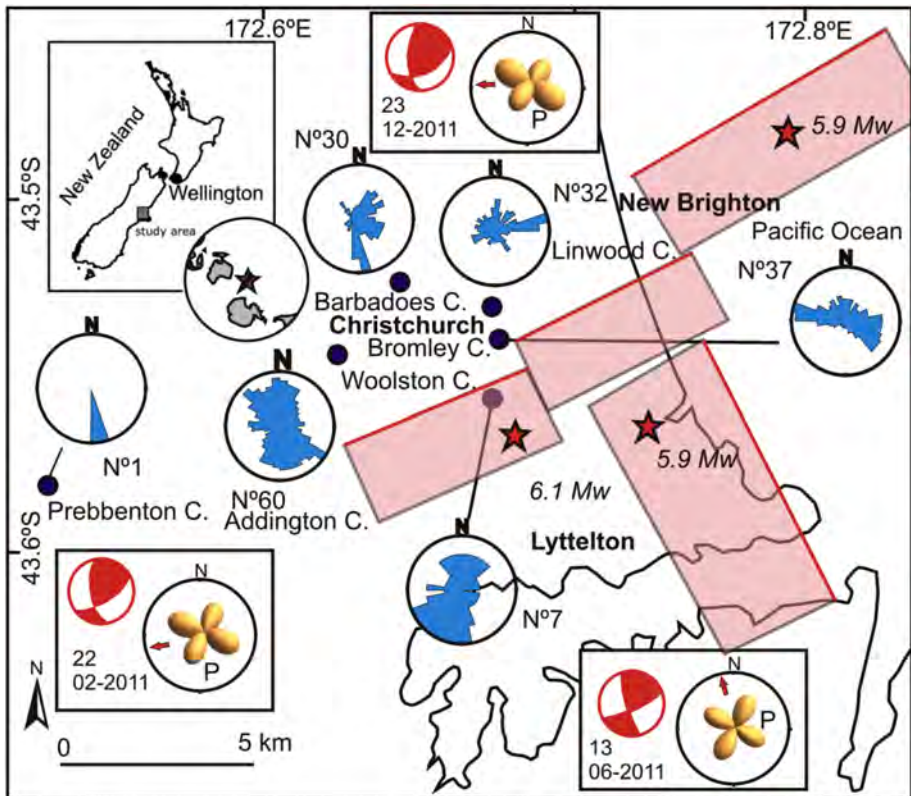 172.6ºE
172.8ºE
43.5ºS
43.6ºS
New Zealand
Wellington
study area
N
23
12-2011
P
5.9 Mw
Nº30
N
N
Nº32
Linwood C.
New Brighton
Pacific Ocean
Nº37
N
Barbadoes C.
Christchurch
Bromley C.
Woolston C.
N
Nº1
Prebbenton C.
N
Nº60
Addington C.
6.1 Mw
5.9 Mw
Lyttelton
N
Nº7
N
22
02-2011
P
N
13
06-2011
P
N
0
5 km